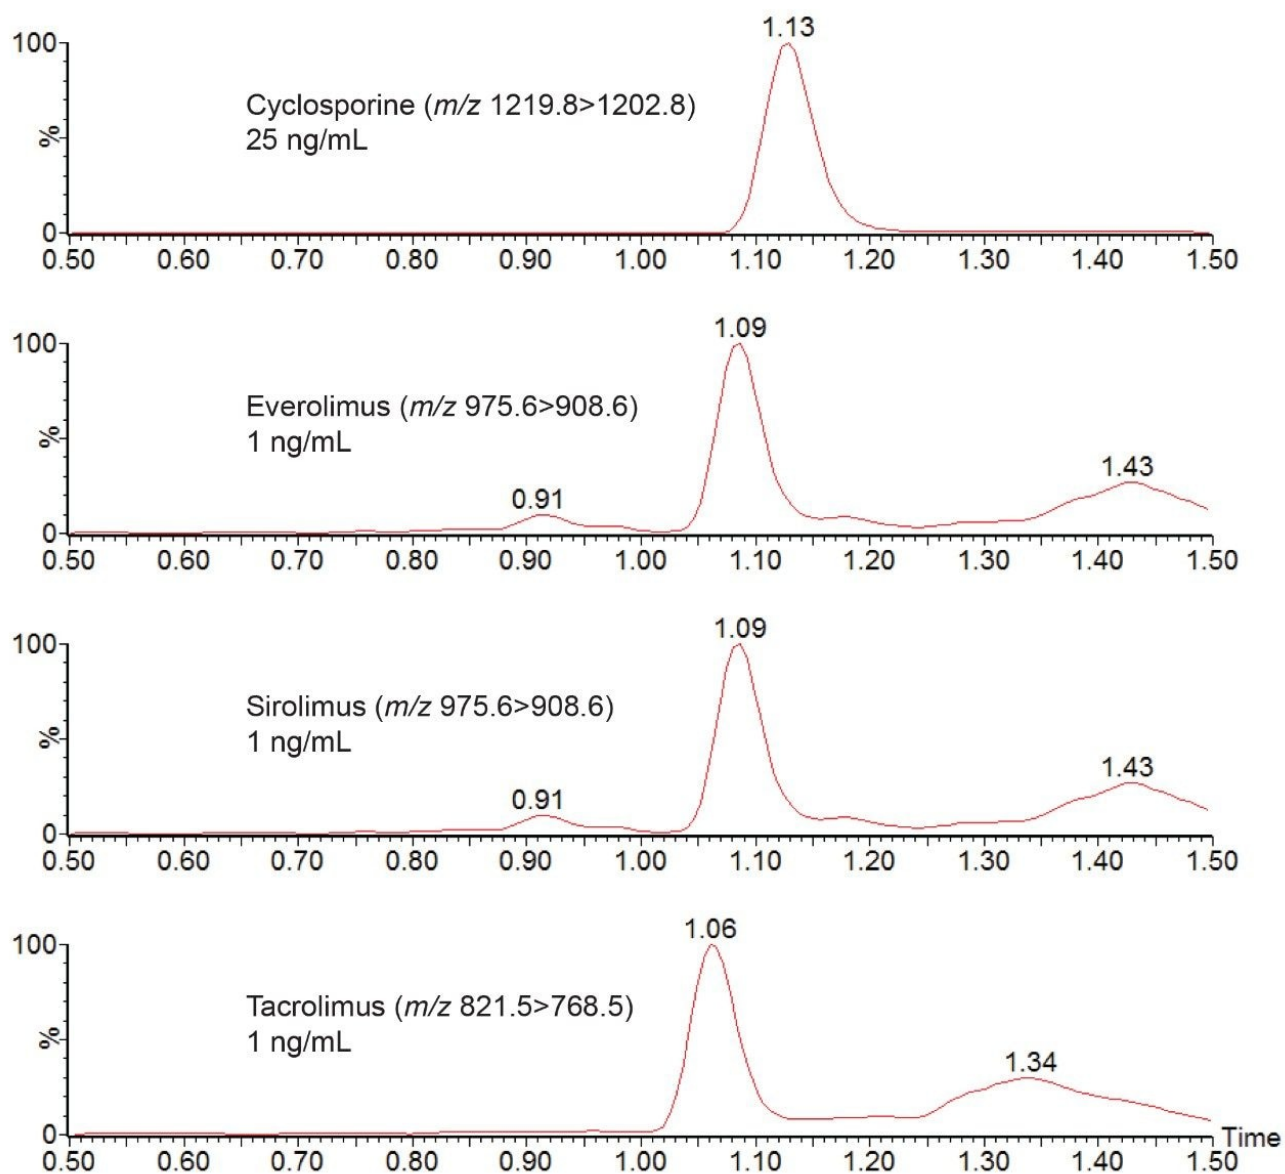 1.13
100
Cyclosporine (m/z 1219.8>1202.8)
25 ng/mL
%
0
0.50 0.60 0.70 0.80 0.90 1.00 1.10 1.20 1.30 1.40 1.50
1.09
100
Everolimus (m/z 975.6>908.6)
1 ng/mL
%
1.43
0.91
0
0.50 0.60 0.70 0.80 0.90 1.00 1.10 1.20 1.30 1.40 1.50
1.09
100
Sirolimus (m/z 975.6>908.6)
1 ng/mL
%
1.43
0.91
0
0.50 0.60 0.70 0.80 0.90 1.00 1.10 1.20 1.30 1.40 1.50
1.06
100
Tacrolimus (m/z 821.5>768.5)
1 ng/mL
%
1.34
0
Time
0.50 0.60 0.70 0.80 0.90 1.00 1.10 1.20 1.30 1.40 1.50